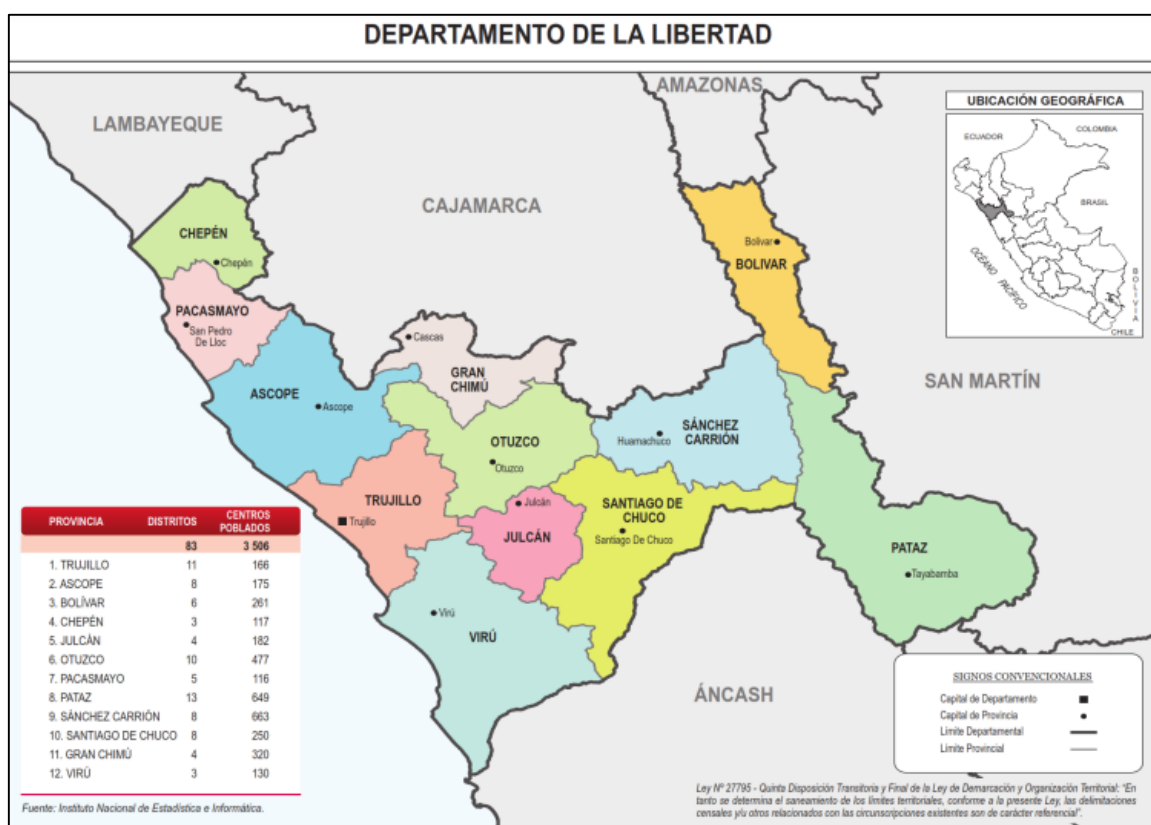 DEPARTAMENTO DE LA LIBERTAD
AMAZONAS
LAMBAYEQUE
CAJAMARCA
SAN MARTÍN
ÁNCASH
UBICACIÓN GEOGRÁFICA
ECUADOR
COLOMBIA
BRASIL
OCÉANO PACÍFICO
BOLIVIA
CHILE
CHEPÉN
Chepén
PACASMAYO
San Pedro
De Lloc
ASCOPE
Ascope
Cascas
GRAN
CHIMÚ
Bolivar
BOLIVAR
OTUZCO
Otuzco
Huamachuco
SÁNCHEZ
CARRIÓN
TRUJILLO
Trujillo
Julcán
JULCÁN
SANTIAGO DE
CHUCO
Santiago De Chuco
PATAZ
Tayabamba
Virú
VIRÚ
PROVINCIA DISTRITOS CENTROS POBLADOS
83 3 506
1. TRUJILLO 11 166
2. ASCOPE 8 175
3. BOLÍVAR 6 261
4. CHEPÉN 3 117
5. JULCÁN 4 182
6. OTUZCO 10 477
7. PACASMAYO 5 116
8. PATAZ 13 649
9. SÁNCHEZ CARRIÓN 8 663
10. SANTIAGO DE CHUCO 8 250
11. GRAN CHIMÚ 4 320
12. VIRÚ 3 130
Fuente: Instituto Nacional de Estadística e Informática.
SIGNOS CONVENCIONALES
Capital de Departamento
Capital de Provincia
Límite Departamental
Límite Provincial
Ley Nº 27795 - Quinta Disposición Transitoria y Final de la Ley de Demarcación y Organización Territorial: "En
tanto se determina el saneamiento de los límites territoriales, conforme a la presente Ley, las delimitaciones
censales y/u otros relacionados con las circunscripciones existentes son de carácter referencial".